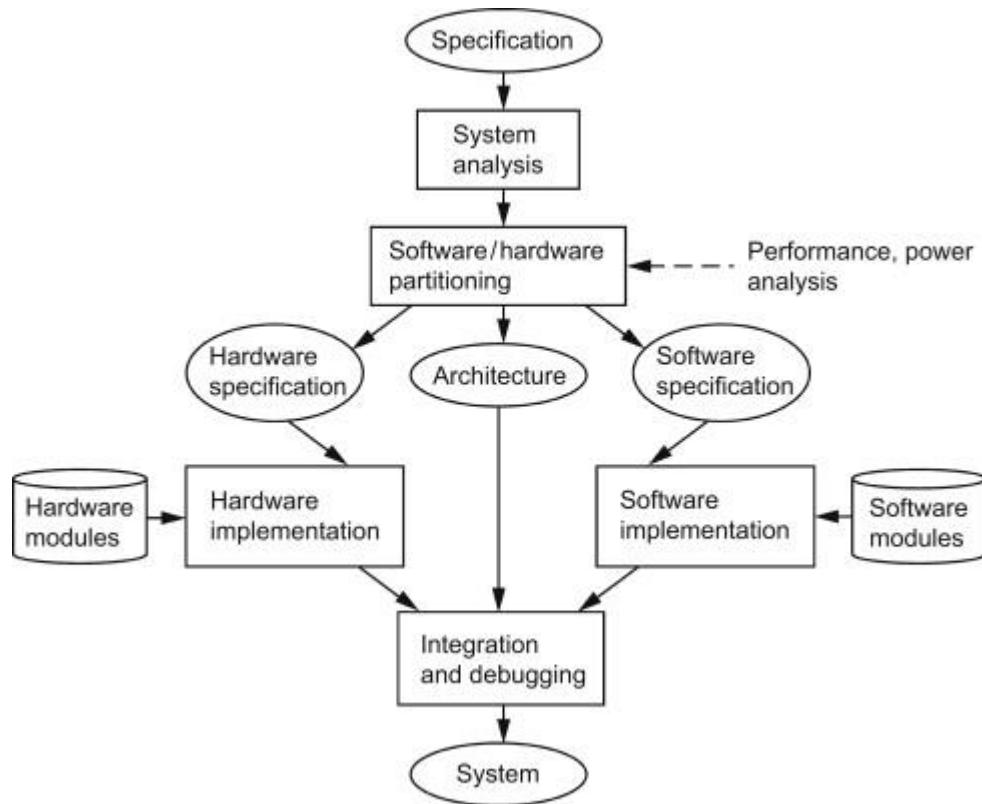 Specification
System
analysis
Software/hardware
partitioning
Performance, power
analysis
Hardware
specification
Architecture
Software
specification
Hardware
modules
Hardware
implementation
Software
implementation
Software
modules
Integration
and debugging
System